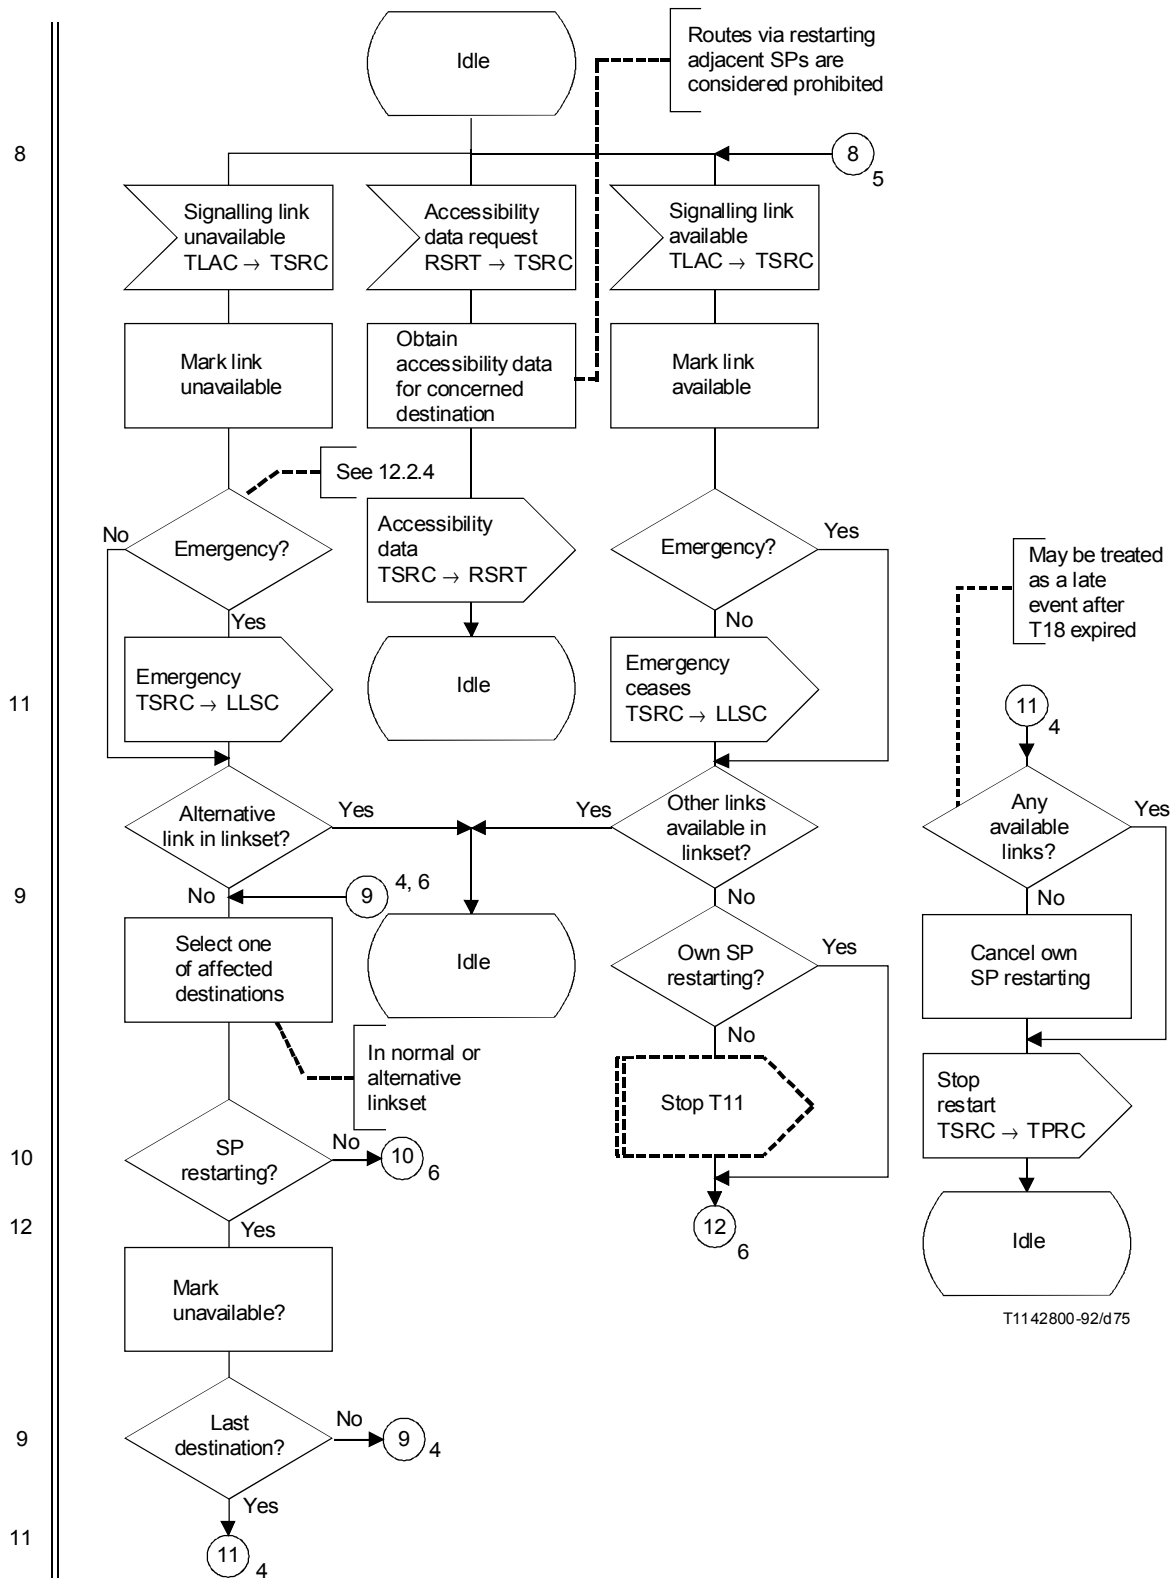 Idle
Routes via restarting
adjacent SPs are
considered prohibited
8
8
5
Signalling link
unavailable
TLAC → TSRC
Accessibility
data request
RSRT → TSRC
Signalling link
available
TLAC → TSRC
Mark link
unavailable
Obtain
accessibility data
for concerned
destination
Mark link
available
See 12.2.4
No
Emergency?
Yes
Accessibility
data
TSRC → RSRT
Emergency?
Yes
No
May be treated
as a late
event after
T18 expired
11
Emergency
TSRC → LLSC
Idle
Emergency
ceases
TSRC → LLSC
11
4
Alternative
link in linkset?
Yes
No
Yes
Other links
available in
linkset?
No
Any
available
links?
Yes
No
9
9
4, 6
Select one
of affected
destinations
Idle
Own SP
restarting?
Yes
No
Cancel own
SP restarting
In normal or
alternative
linkset
Stop T11
Stop
restart
TSRC → TPRC
10
SP
restarting?
No
10
6
Yes
12
12
6
Idle
Mark
unavailable?
T1142800-92/d75
9
Last
destination?
No
9
4
Yes
11
11
4